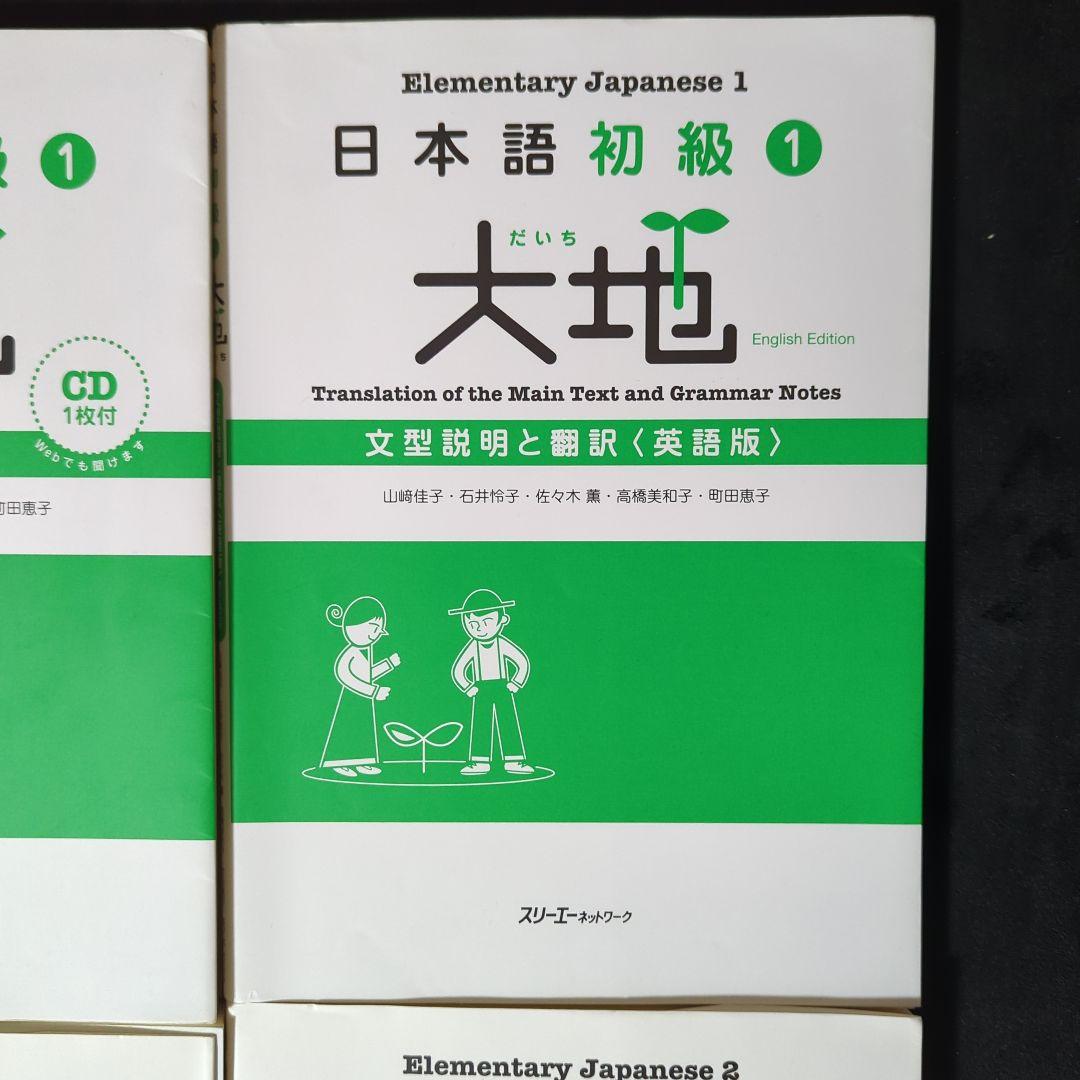 Elementary Japanese 1
日本語初級1
だいち
大地
English Edition
Translation of the Main Text and Grammar Notes
文型説明と翻訳〈英語版〉
山﨑佳子・石井怜子・佐々木 薫・高橋美和子・町田恵子
スリーエーネットワーク
級1
CD
1枚付
Webでも聞けます
町田恵子
Elementary Japanese 2